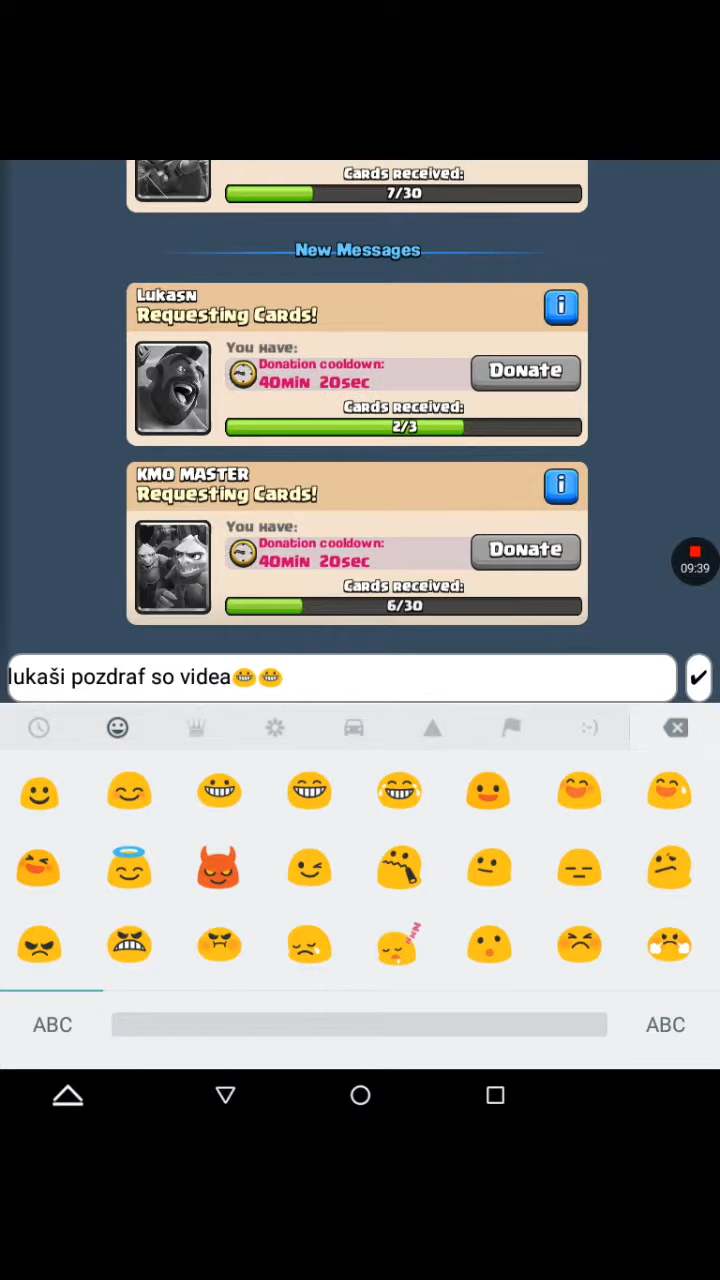 Cards received:
7/30
New Messages
Lukasn
Requesting Cards!
i
You have:
Donation cooldown:
40min 20sec
Donate
Cards received:
2/3
KMO MASTER
Requesting Cards!
i
You have:
Donation cooldown:
40min 20sec
Donate
Cards received:
6/30
09:39
lukaši pozdraf so videa😁😁
:-)
ABC
ABC